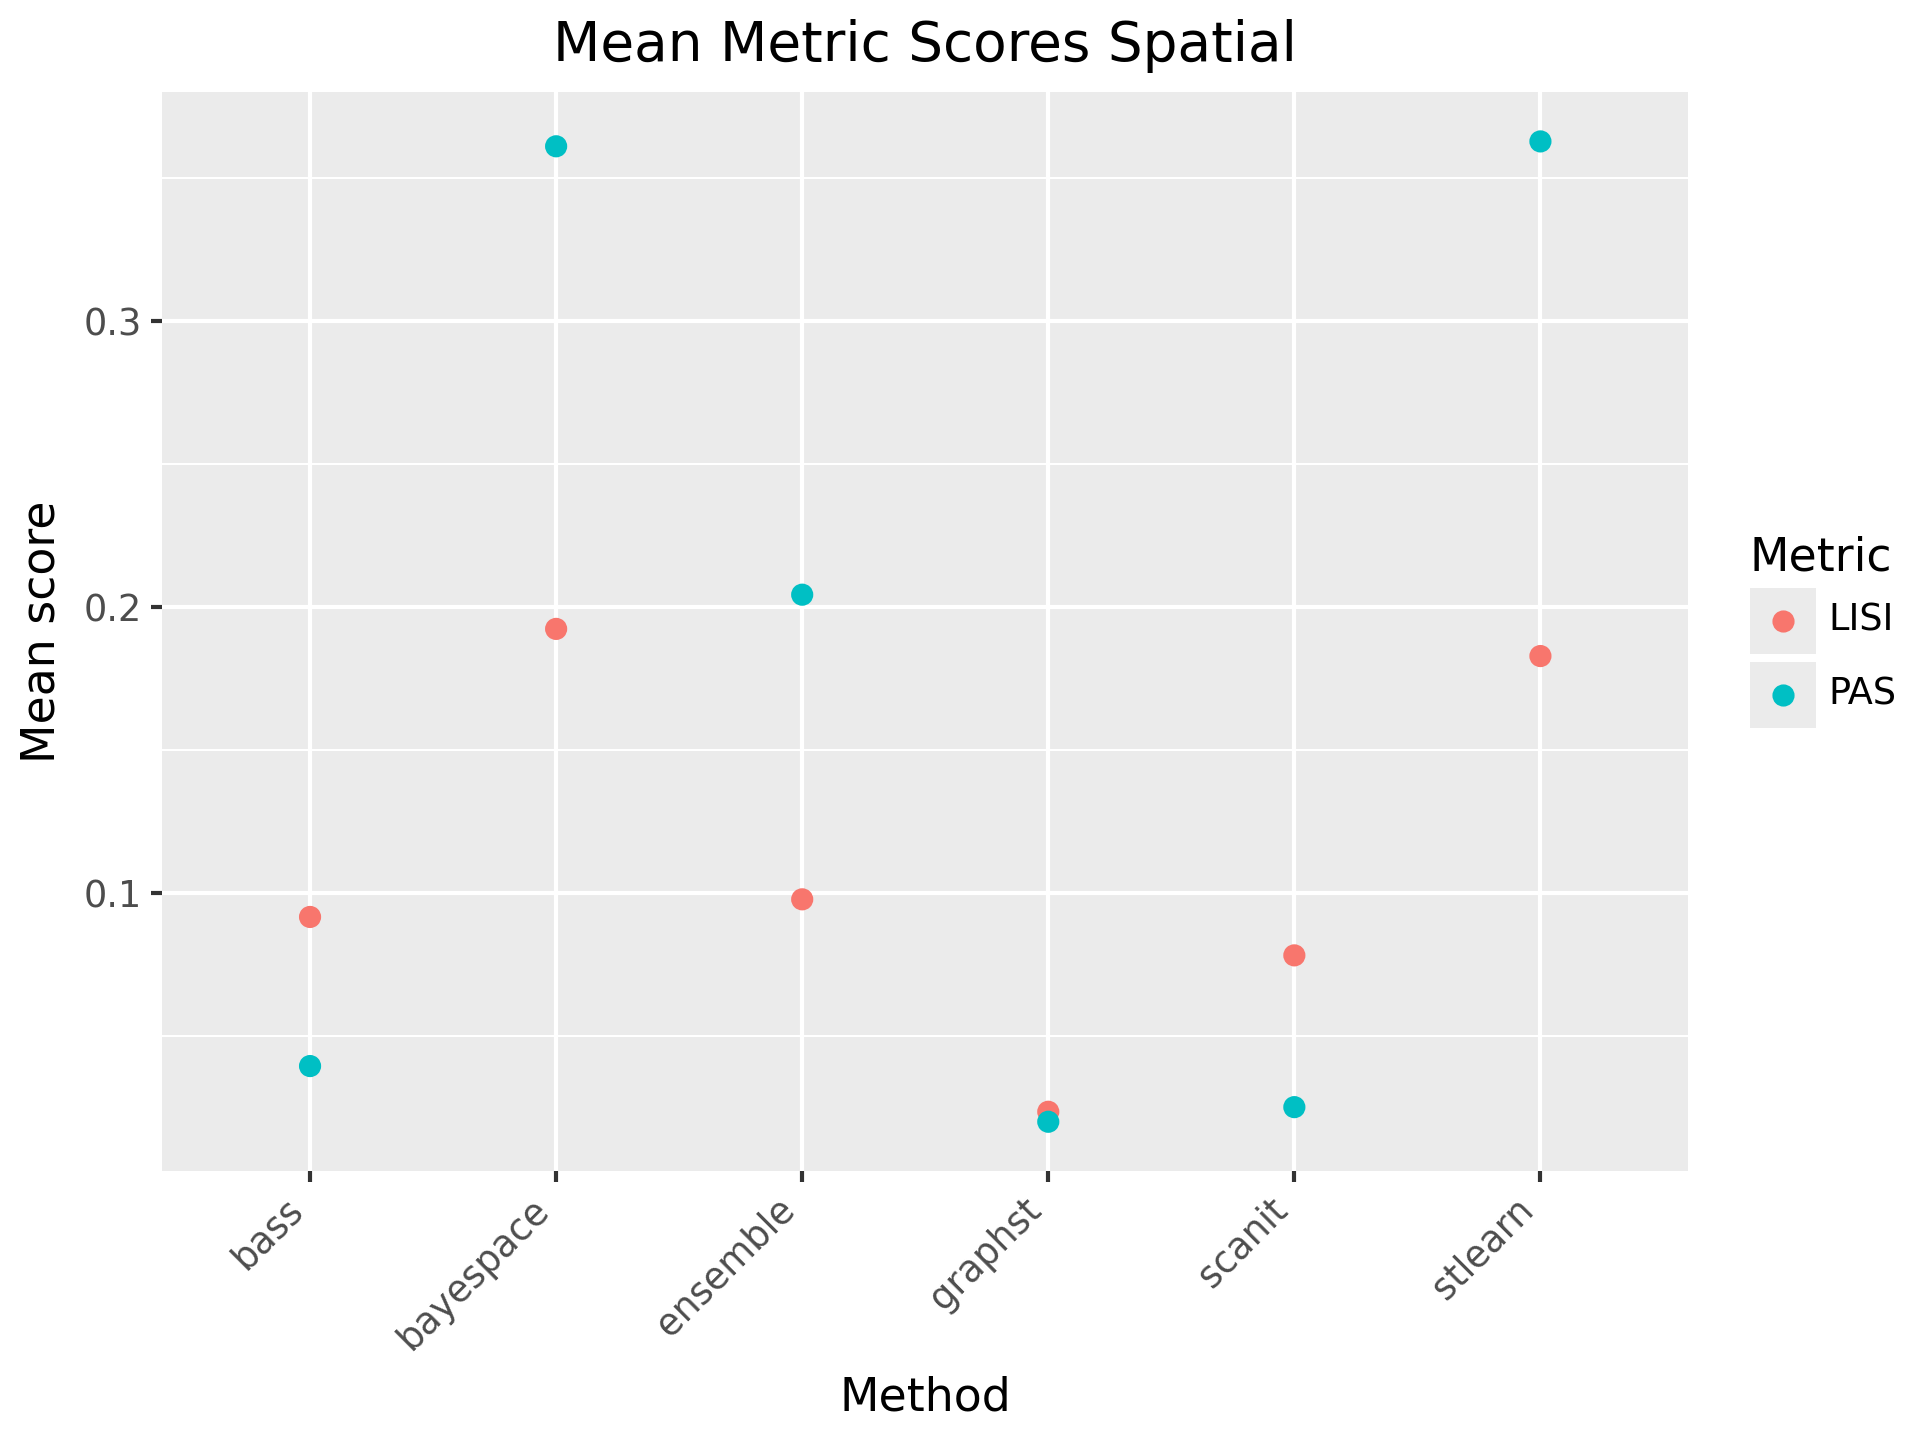 Mean Metric Scores Spatial
Mean score
0.3
0.2
0.1
bass
bayespace
ensemble
graphst
scanit
stlearn
Method
Metric
LISI
PAS